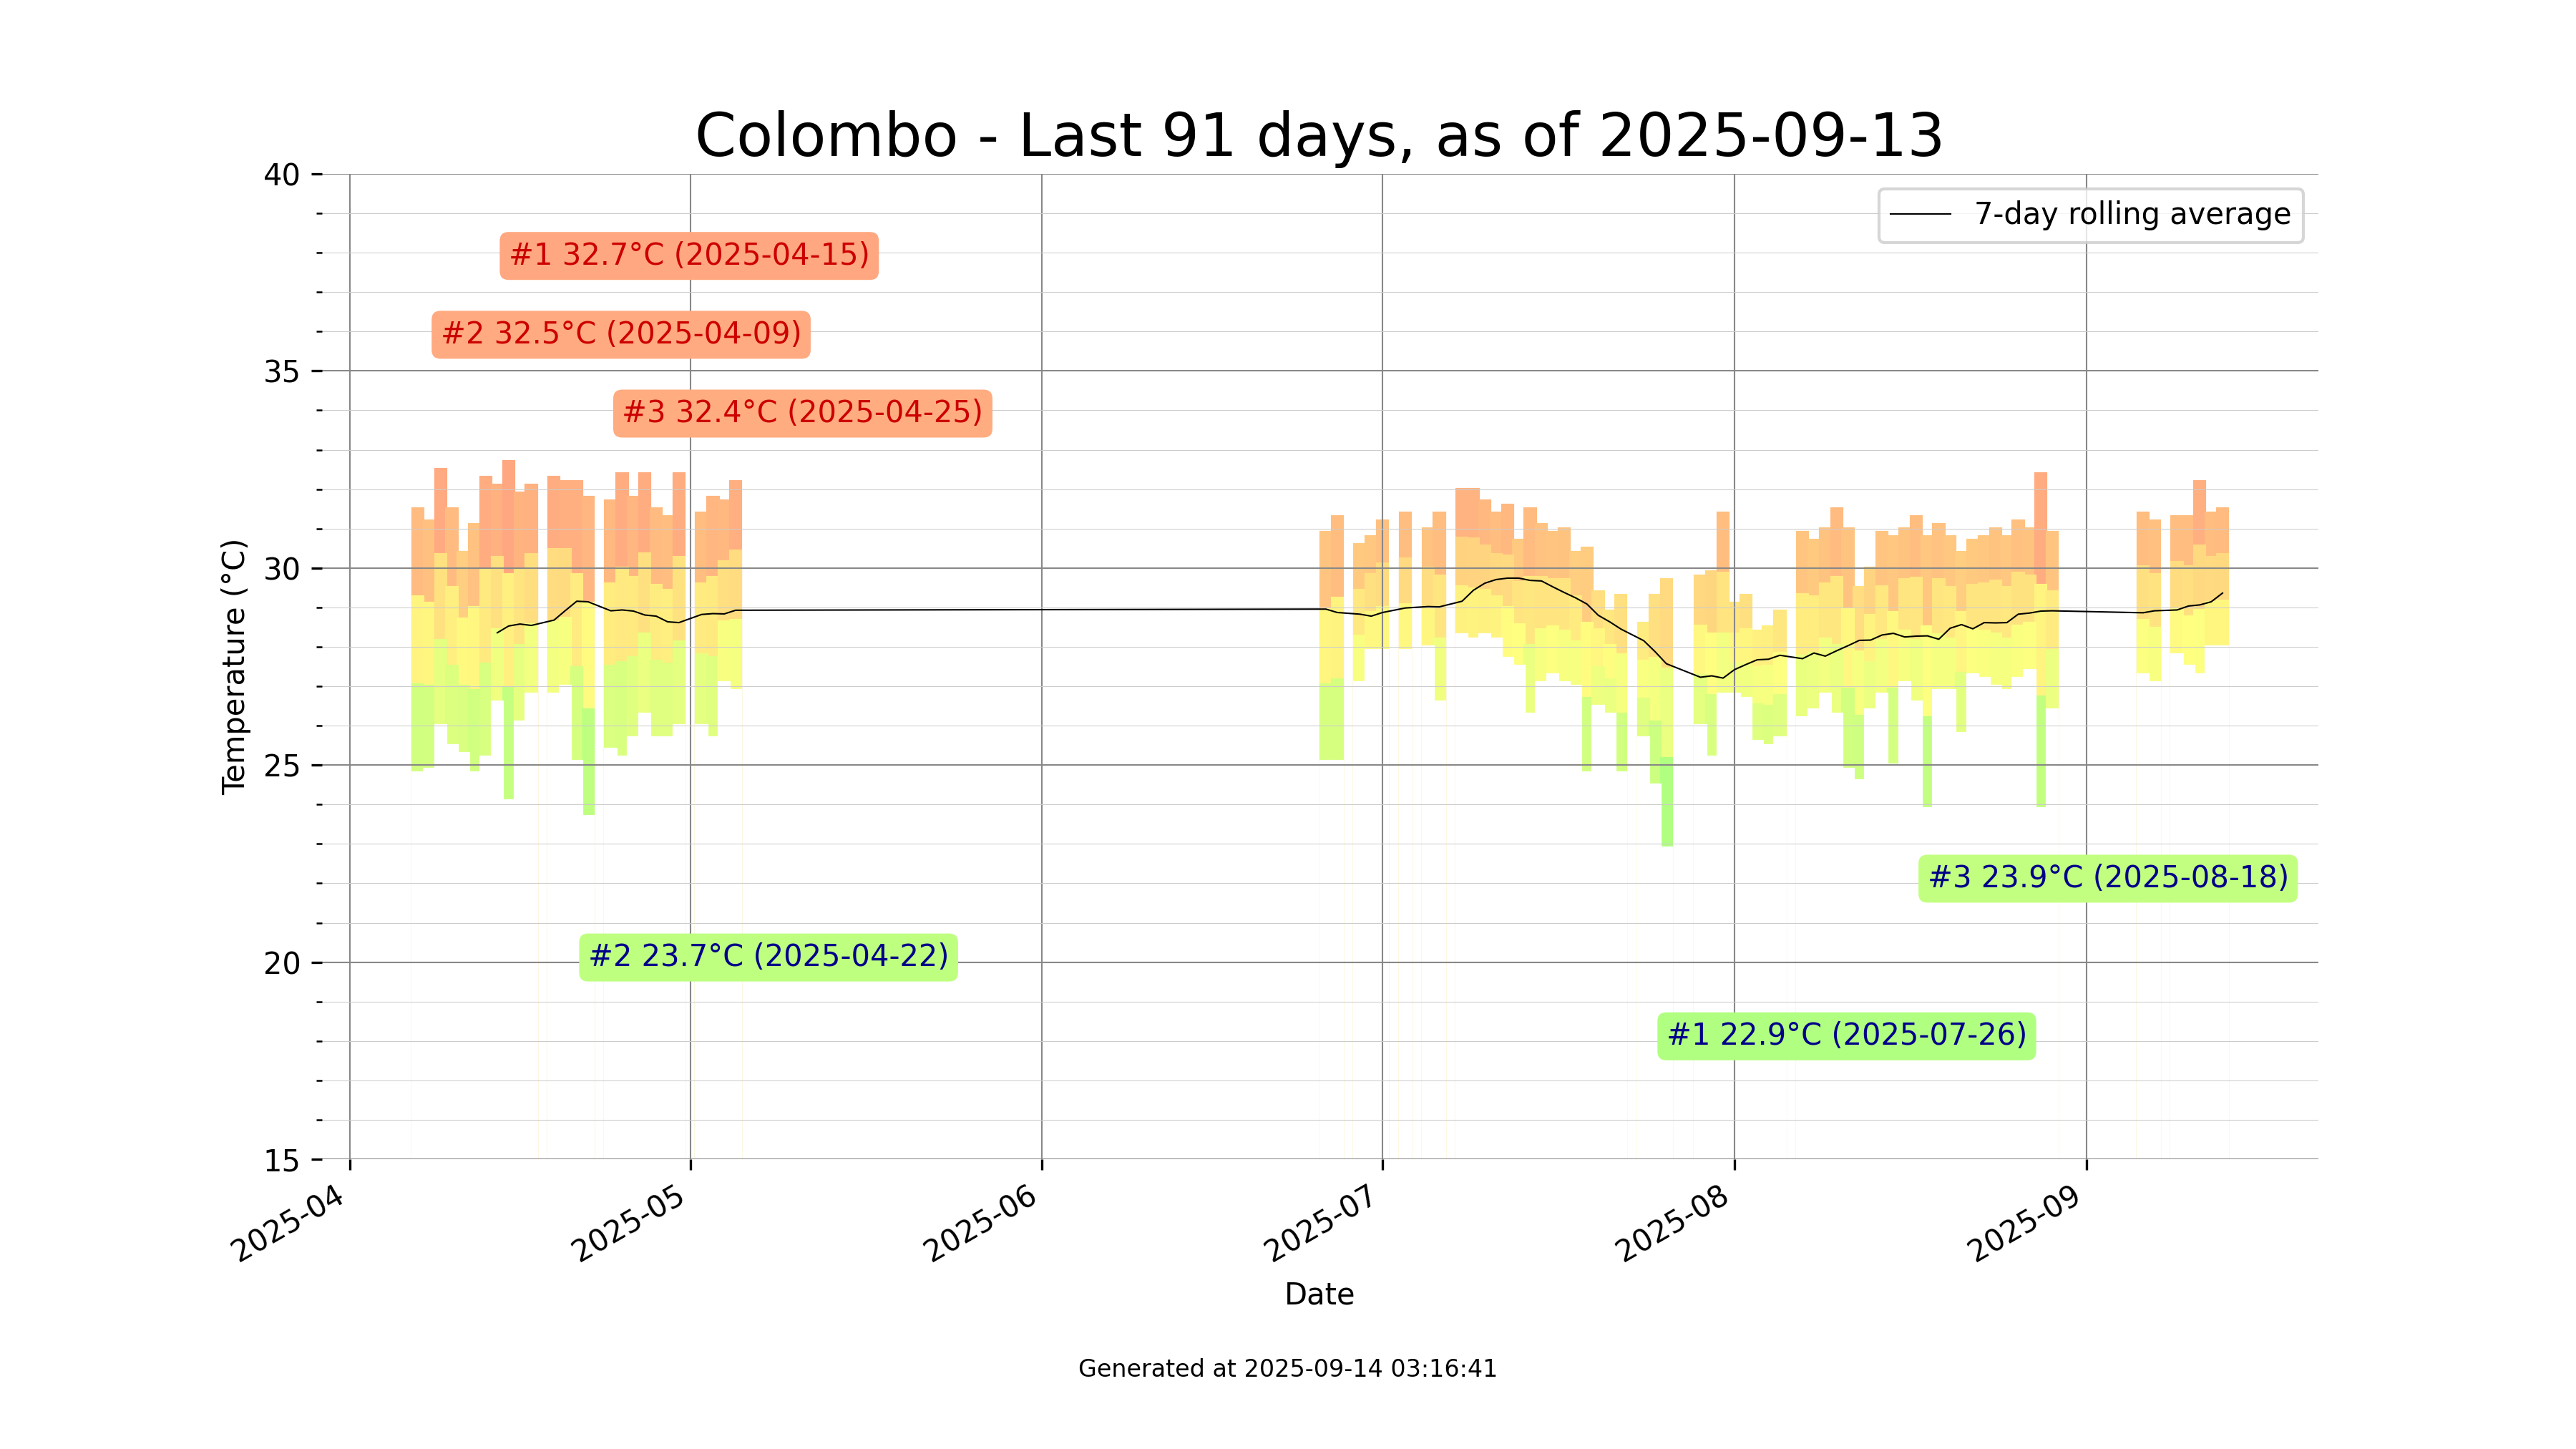 Colombo - Last 91 days, as of 2025-09-13
7-day rolling average
#1 32.7°C (2025-04-15)
#2 32.5°C (2025-04-09)
#3 32.4°C (2025-04-25)
#3 23.9°C (2025-08-18)
#2 23.7°C (2025-04-22)
#1 22.9°C (2025-07-26)
Temperature (°C)
40
35
30
25
20
15
2025-04
2025-05
2025-06
2025-07
2025-08
2025-09
Date
Generated at 2025-09-14 03:16:41